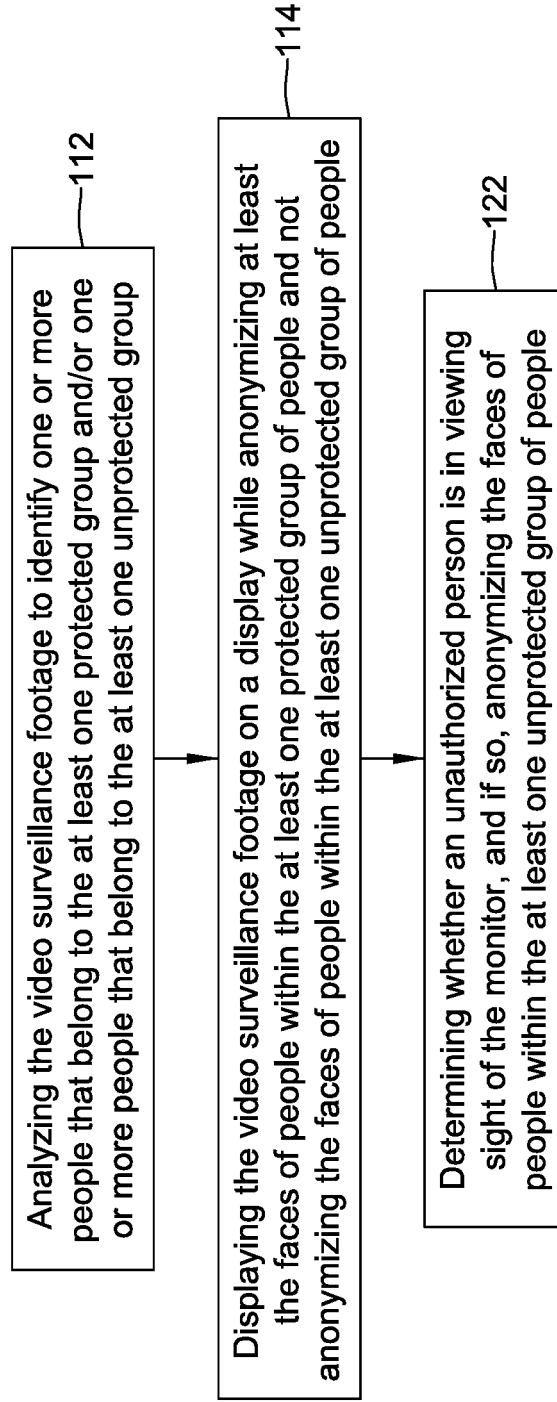 Analyzing the video surveillance footage to identify one or more
people that belong to the at least one protected group and/or one
or more people that belong to the at least one unprotected group
112
Displaying the video surveillance footage on a display while anonymizing at least
the faces of people within the at least one protected group of people and not
anonymizing the faces of people within the at least one unprotected group of people
114
Determining whether an unauthorized person is in viewing
sight of the monitor, and if so, anonymizing the faces of
people within the at least one unprotected group of people
122